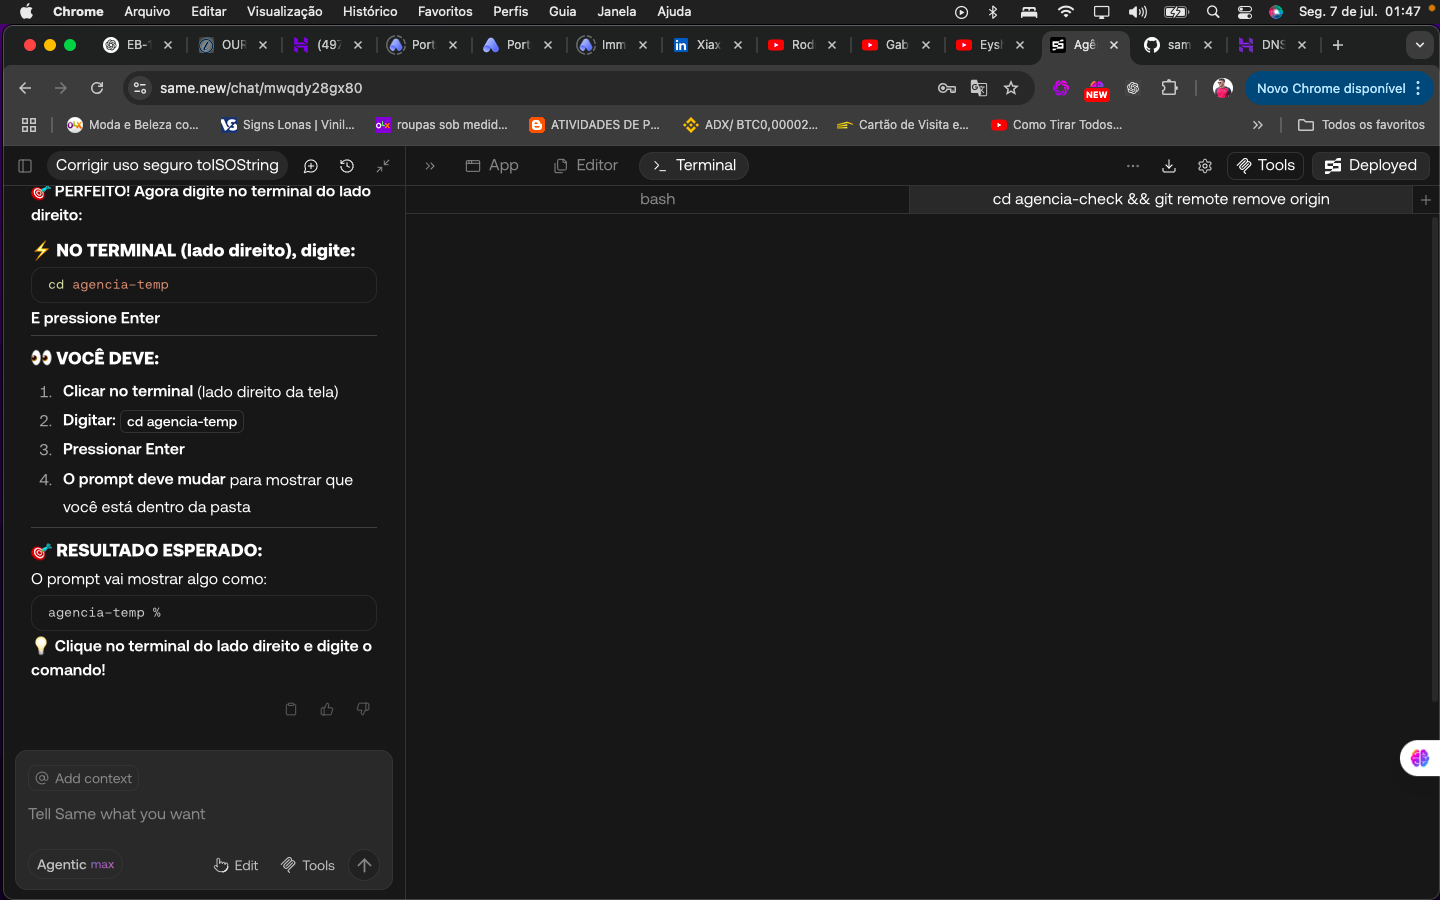 Chrome Arquivo Editar Visualização Histórico Favoritos Perfis Guia Janela Ajuda Seg. 7 de jul. 01:47
EB-1 OUR (497 Port Port Imm Xiax Rod Gab Eysh Agê sam DNS
same.new/chat/mwqdy28gx80 NEW Novo Chrome disponível
Moda e Beleza co... Signs Lonas | Vinil... roupas sob medid... ATIVIDADES DE P... ADX/ BTC0,00002... Cartão de Visita e... Como Tirar Todos... Todos os favoritos
Corrigir uso seguro toISOString App Editor Terminal Tools Deployed
bash cd agencia-check && git remote remove origin
PERFEITO! Agora digite no terminal do lado
direito:
NO TERMINAL (lado direito), digite:
cd agencia-temp
E pressione Enter
VOCÊ DEVE:
1. Clicar no terminal (lado direito da tela)
2. Digitar: cd agencia-temp
3. Pressionar Enter
4. O prompt deve mudar para mostrar que
você está dentro da pasta
RESULTADO ESPERADO:
O prompt vai mostrar algo como:
agencia-temp %
Clique no terminal do lado direito e digite o
comando!
@ Add context
Tell Same what you want
Agentic max Edit Tools